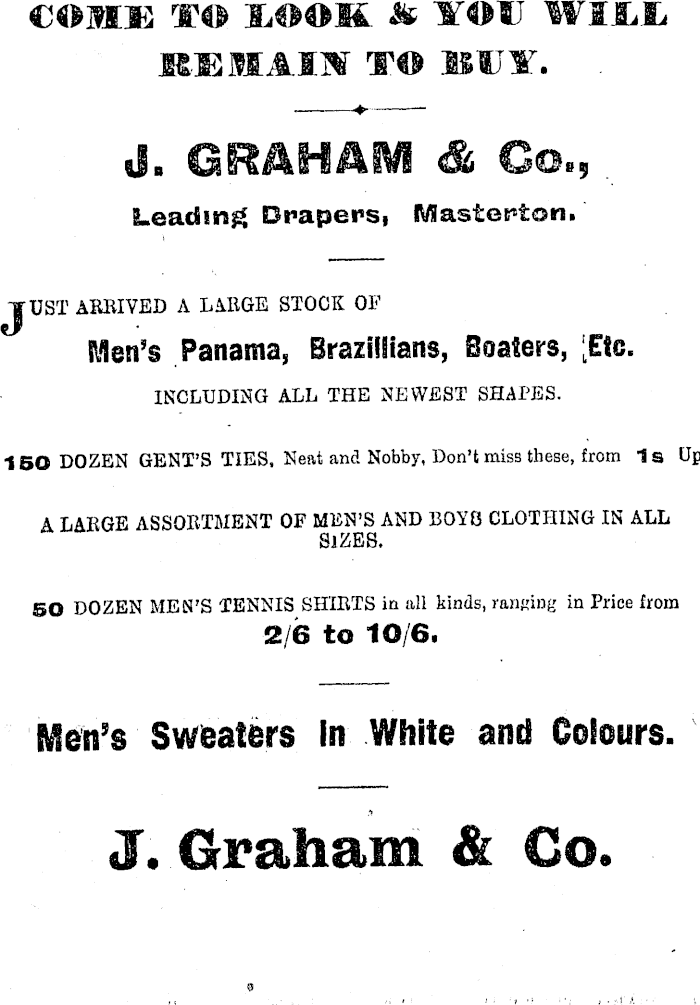 COME TO LOOK & YOU WILL
REMAIN TO BUY.
J. GRAHAM & Co.,
Leading Drapers, Masterton.
JUST ARRIVED A LARGE STOCK OF
Men's Panama, Brazillians, Boaters, Etc.
INCLUDING ALL THE NEWEST SHAPES.
150 DOZEN GENT'S TIES, Neat and Nobby, Don't miss these, from 1s Up
A LARGE ASSORTMENT OF MEN'S AND BOYS CLOTHING IN ALL
SIZES.
50 DOZEN MEN'S TENNIS SHIRTS in all kinds, ranging in Price from
2/6 to 10/6.
Men's Sweaters in White and Colours.
J. Graham & Co.